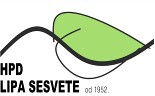 HPD
LIPA SESVETE od 1952.